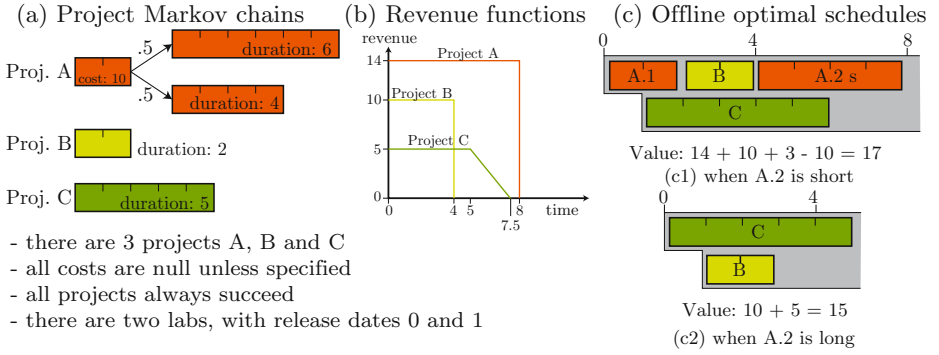 (a) Project Markov chains
Proj. A
cost: 10
.5
.5
duration: 6
duration: 4
Proj. B
duration: 2
Proj. C
duration: 5
- there are 3 projects A, B and C
- all costs are null unless specified
- all projects always succeed
- there are two labs, with release dates 0 and 1
(b) Revenue functions
revenue
14
Project A
10
Project B
5
Project C
0
0
4
5
7.5
8
time
(c) Offline optimal schedules
0
4
8
A.1
B
A.2 s
C
Value: 14 + 10 + 3 - 10 = 17
(c1) when A.2 is short
0
4
C
B
Value: 10 + 5 = 15
(c2) when A.2 is long